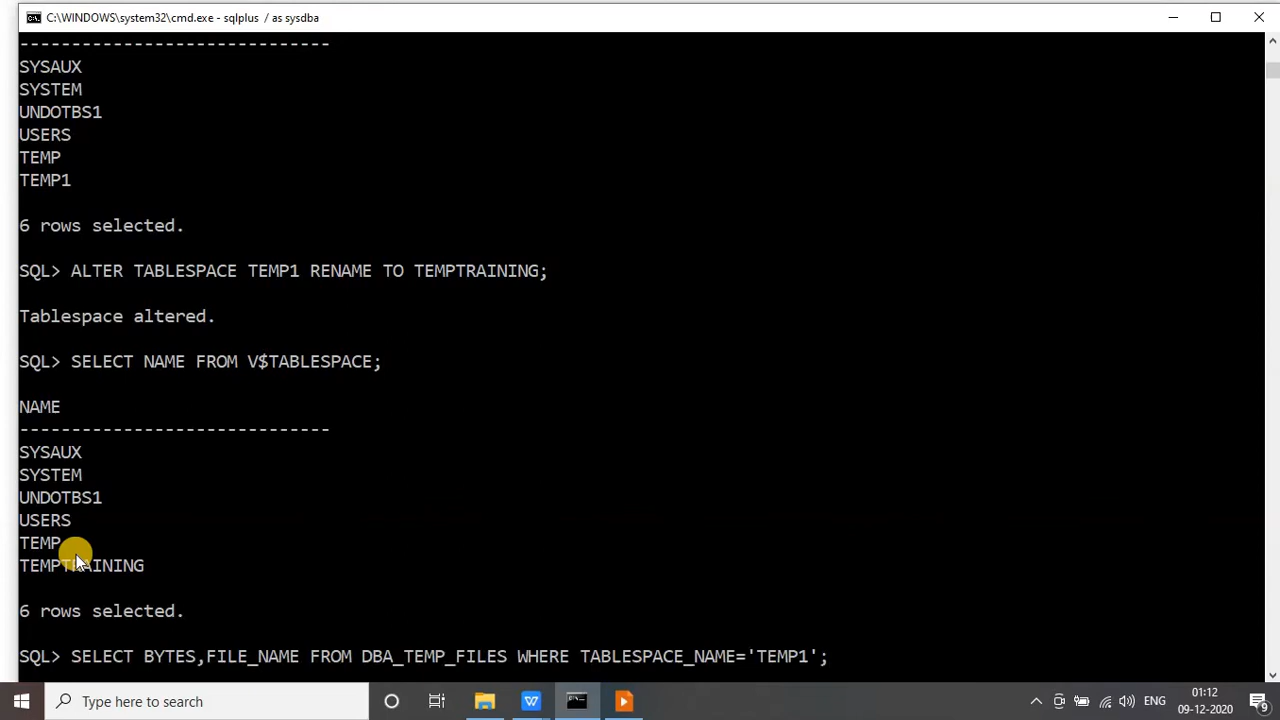 C:\WINDOWS\system32\cmd.exe - sqlplus  / as sysdba
------------------------------
SYSAUX
SYSTEM
UNDOTBS1
USERS
TEMP
TEMP1
6 rows selected.
SQL> ALTER TABLESPACE TEMP1 RENAME TO TEMPTRAINING;
Tablespace altered.
SQL> SELECT NAME FROM V$TABLESPACE;
NAME
------------------------------
SYSAUX
SYSTEM
UNDOTBS1
USERS
TEMP
TEMPTRAINING
6 rows selected.
SQL> SELECT BYTES,FILE_NAME FROM DBA_TEMP_FILES WHERE TABLESPACE_NAME='TEMP1';
Type here to search
ENG
01:12
09-12-2020
9